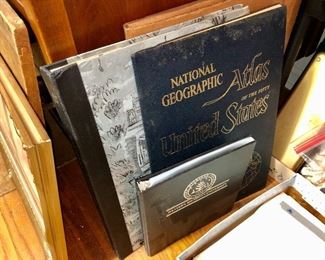 NATIONAL
GEOGRAPHIC
Atlas
OF THE FIFTY
United States